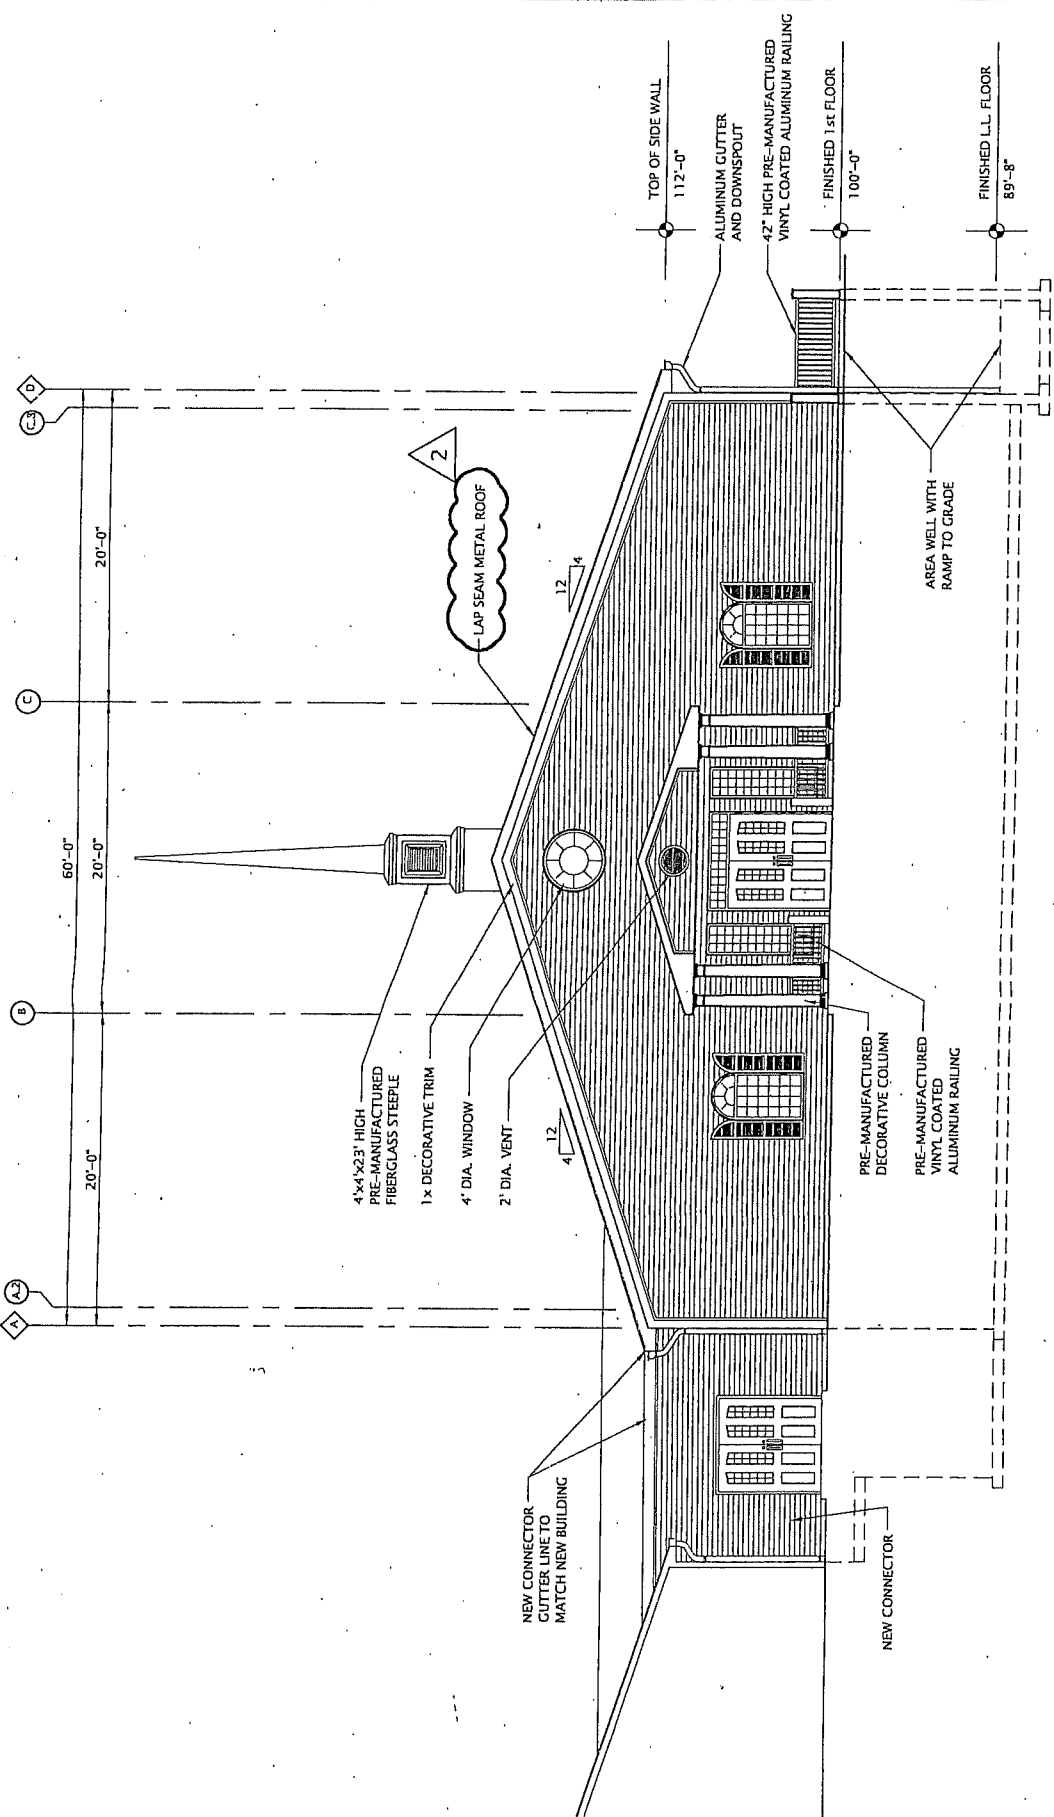 A
A.2
B
C
C.3
D
60'-0"
20'-0"
20'-0"
20'-0"
2
LAP SEAM METAL ROOF
12
4
12
4
4'x4'x23' HIGH
PRE-MANUFACTURED
FIBERGLASS STEEPLE
1x DECORATIVE TRIM
4' DIA. WINDOW
2' DIA. VENT
NEW CONNECTOR
GUTTER LINE TO
MATCH NEW BUILDING
TOP OF SIDE WALL
112'-0"
ALUMINUM GUTTER
AND DOWNSPOUT
42" HIGH PRE-MANUFACTURED
VINYL COATED ALUMINUM RAILING
FINISHED 1st FLOOR
100'-0"
FINISHED L.L. FLOOR
89'-8"
NEW CONNECTOR
PRE-MANUFACTURED
DECORATIVE COLUMN
PRE-MANUFACTURED
VINYL COATED
ALUMINUM RAILING
AREA WELL WITH
RAMP TO GRADE